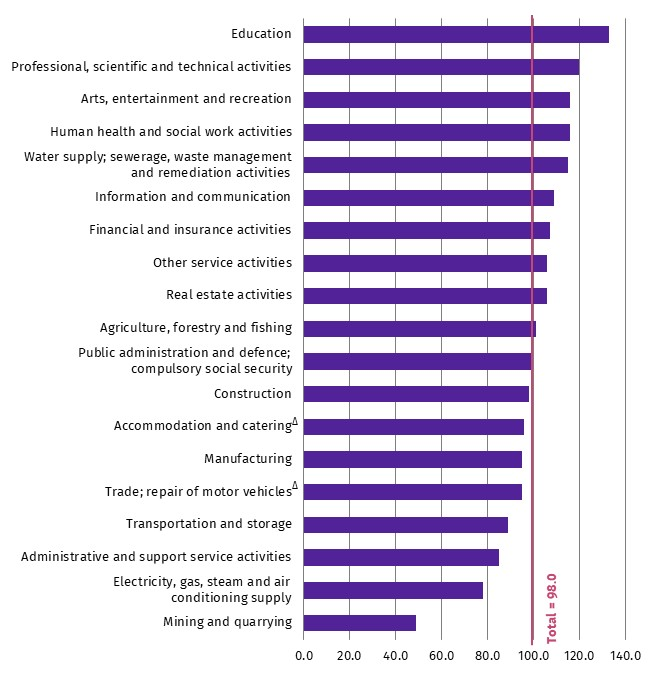 Education
Professional, scientific and technical activities
Arts, entertainment and recreation
Human health and social work activities
Water supply; sewerage, waste management
and remediation activities
Information and communication
Financial and insurance activities
Other service activities
Real estate activities
Agriculture, forestry and fishing
Public administration and defence;
compulsory social security
Construction
Accommodation and cateringΔ
Manufacturing
Trade; repair of motor vehiclesΔ
Transportation and storage
Administrative and support service activities
Electricity, gas, steam and air
conditioning supply
Mining and quarrying
Total = 98.0
0.0 20.0 40.0 60.0 80.0 100.0 120.0 140.0